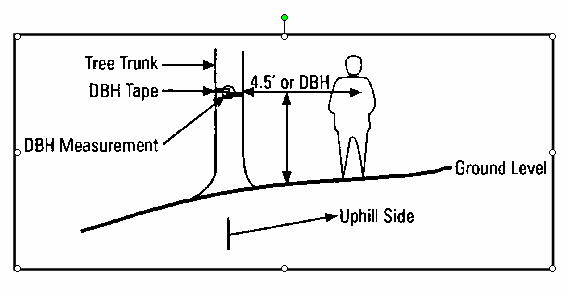 Tree Trunk
DBH Tape
4.5' or DBH
DBH Measurement
Ground Level
Uphill Side